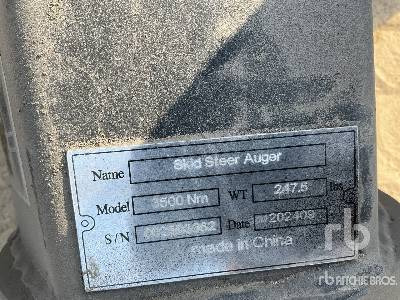 Name Skid Steer Auger
Model 3500 Nm WT 247.5 lbs
S/N Date 202409
made in China
rb
RITCHIE BROS.